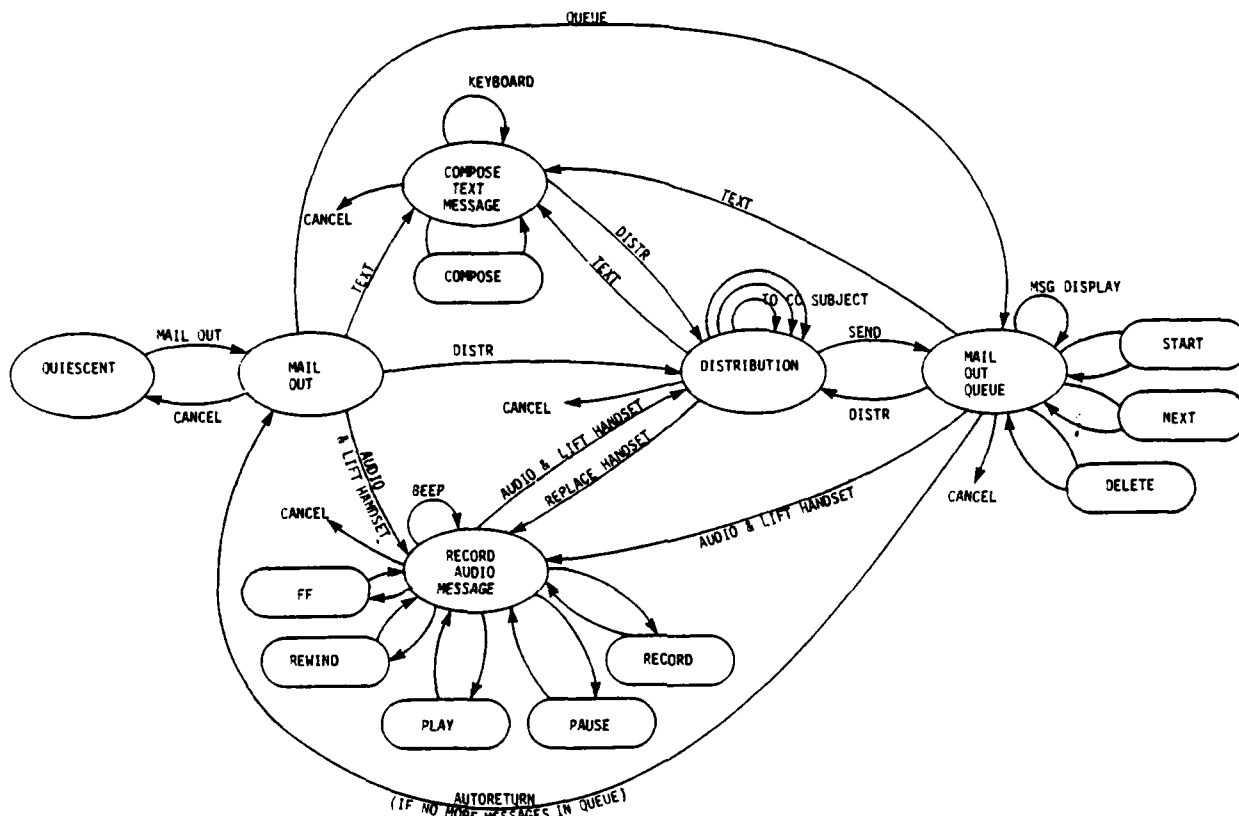 QUEUE
KEYBOARD
COMPOSE
TEXT
MESSAGE
CANCEL
TEXT
DISTR
TEXT
TEXT
COMPOSE
TO CC SUBJECT
MSG DISPLAY
MAIL OUT
SEND
START
QUIESCENT
MAIL
OUT
DISTR
DISTRIBUTION
MAIL
OUT
QUEUE
CANCEL
CANCEL
DISTR
NEXT
AUDIO
& LIFT HANDSET
AUDIO & LIFT HANDSET
REPLACE HANDSET
CANCEL
DELETE
BEEP
CANCEL
AUDIO & LIFT HANDSET
RECORD
AUDIO
MESSAGE
FF
REWIND
RECORD
PLAY
PAUSE
AUTORETURN
(IF NO MORE MESSAGES IN QUEUE)